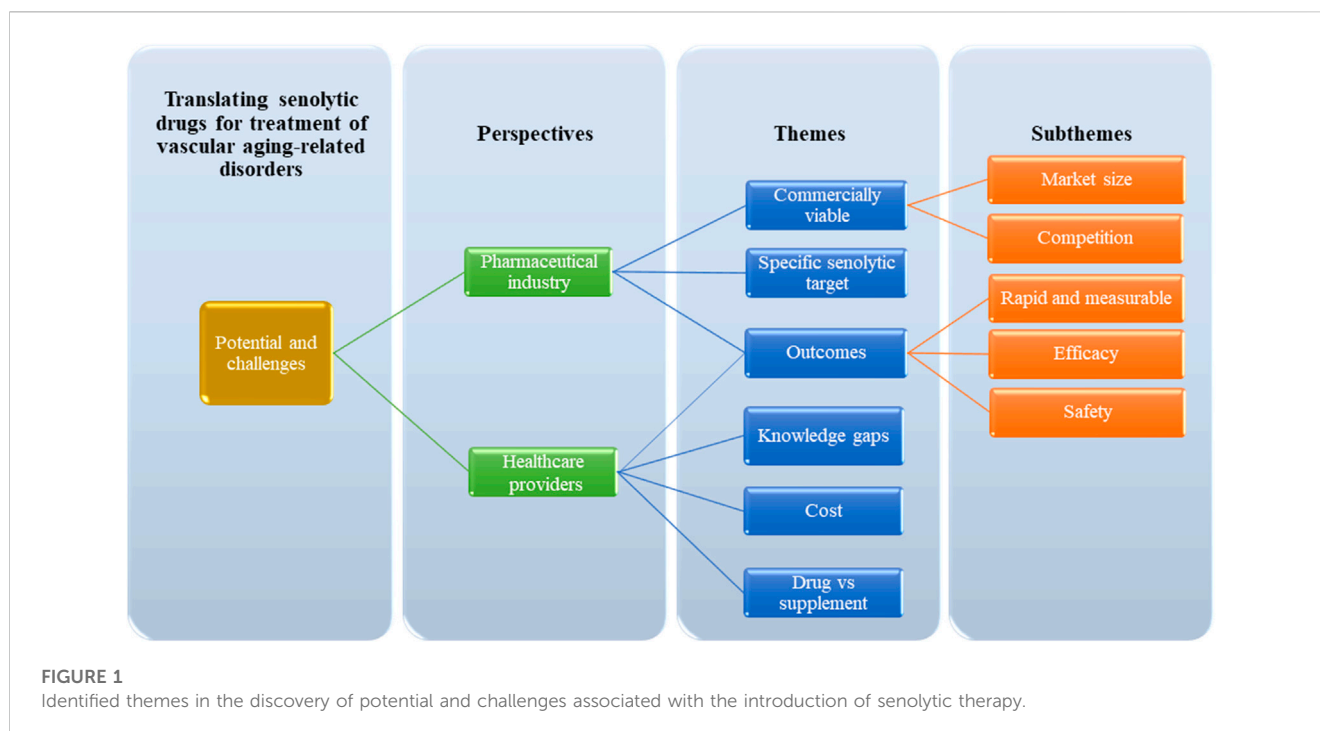 Translating senolytic
drugs for treatment of
vascular aging-related
disorders
Potential and
challenges
Perspectives
Pharmaceutical
industry
Healthcare
providers
Themes
Commercially
viable
Specific senolytic
target
Outcomes
Knowledge gaps
Cost
Drug vs
supplement
Subthemes
Market size
Competition
Rapid and measurable
Efficacy
Safety
FIGURE 1
Identified themes in the discovery of potential and challenges associated with the introduction of senolytic therapy.